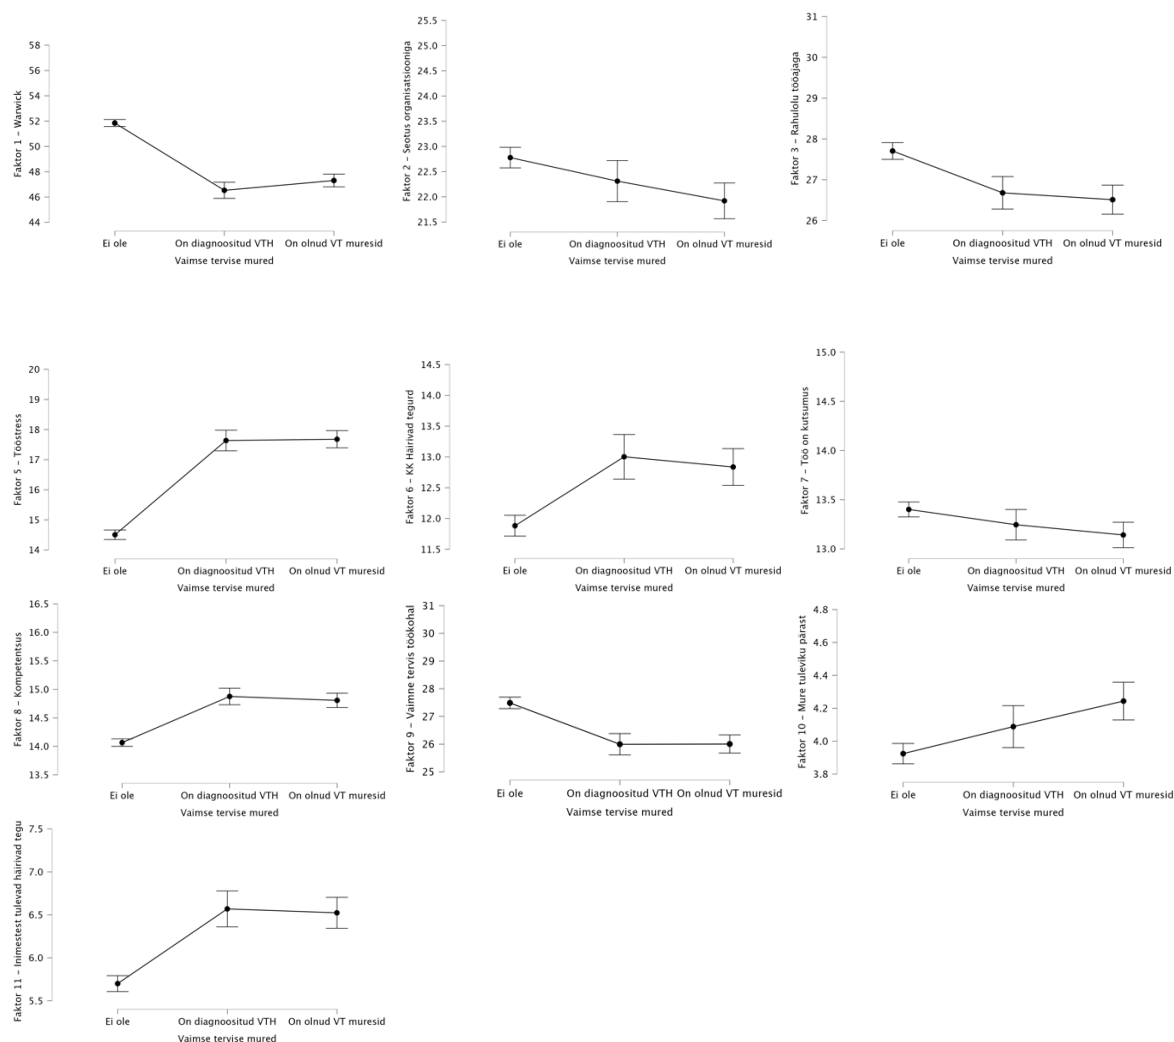 Faktor 1 – Warwick
58
56
54
52
50
48
46
44
Ei ole
On diagnoositud VTH
On olnud VT muresid
Vaimse tervise mured
Faktor 2 – Seotus organisatsiooniga
25.5
25.0
24.5
24.0
23.5
23.0
22.5
22.0
21.5
Ei ole
On diagnoositud VTH
On olnud VT muresid
Vaimse tervise mured
Faktor 3 – Rahulolu tööajaga
31
30
29
28
27
26
Ei ole
On diagnoositud VTH
On olnud VT muresid
Vaimse tervise mured
Faktor 5 – Tööstress
20
19
18
17
16
15
14
Ei ole
On diagnoositud VTH
On olnud VT muresid
Vaimse tervise mured
Faktor 6 – KK Häirivad tegurd
14.5
14.0
13.5
13.0
12.5
12.0
11.5
Ei ole
On diagnoositud VTH
On olnud VT muresid
Vaimse tervise mured
Faktor 7 – Töö on kutsumus
15.0
14.5
14.0
13.5
13.0
Ei ole
On diagnoositud VTH
On olnud VT muresid
Vaimse tervise mured
Faktor 8 – Kompetentsus
16.5
16.0
15.5
15.0
14.5
14.0
13.5
Ei ole
On diagnoositud VTH
On olnud VT muresid
Vaimse tervise mured
Faktor 9 – Vaimne tervis töökohal
31
30
29
28
27
26
25
Ei ole
On diagnoositud VTH
On olnud VT muresid
Vaimse tervise mured
Faktor 10 – Mure tuleviku pärast
4.8
4.6
4.4
4.2
4.0
3.8
Ei ole
On diagnoositud VTH
On olnud VT muresid
Vaimse tervise mured
Faktor 11 – Inimestest tulevad häirivad tegu
7.5
7.0
6.5
6.0
5.5
Ei ole
On diagnoositud VTH
On olnud VT muresid
Vaimse tervise mured